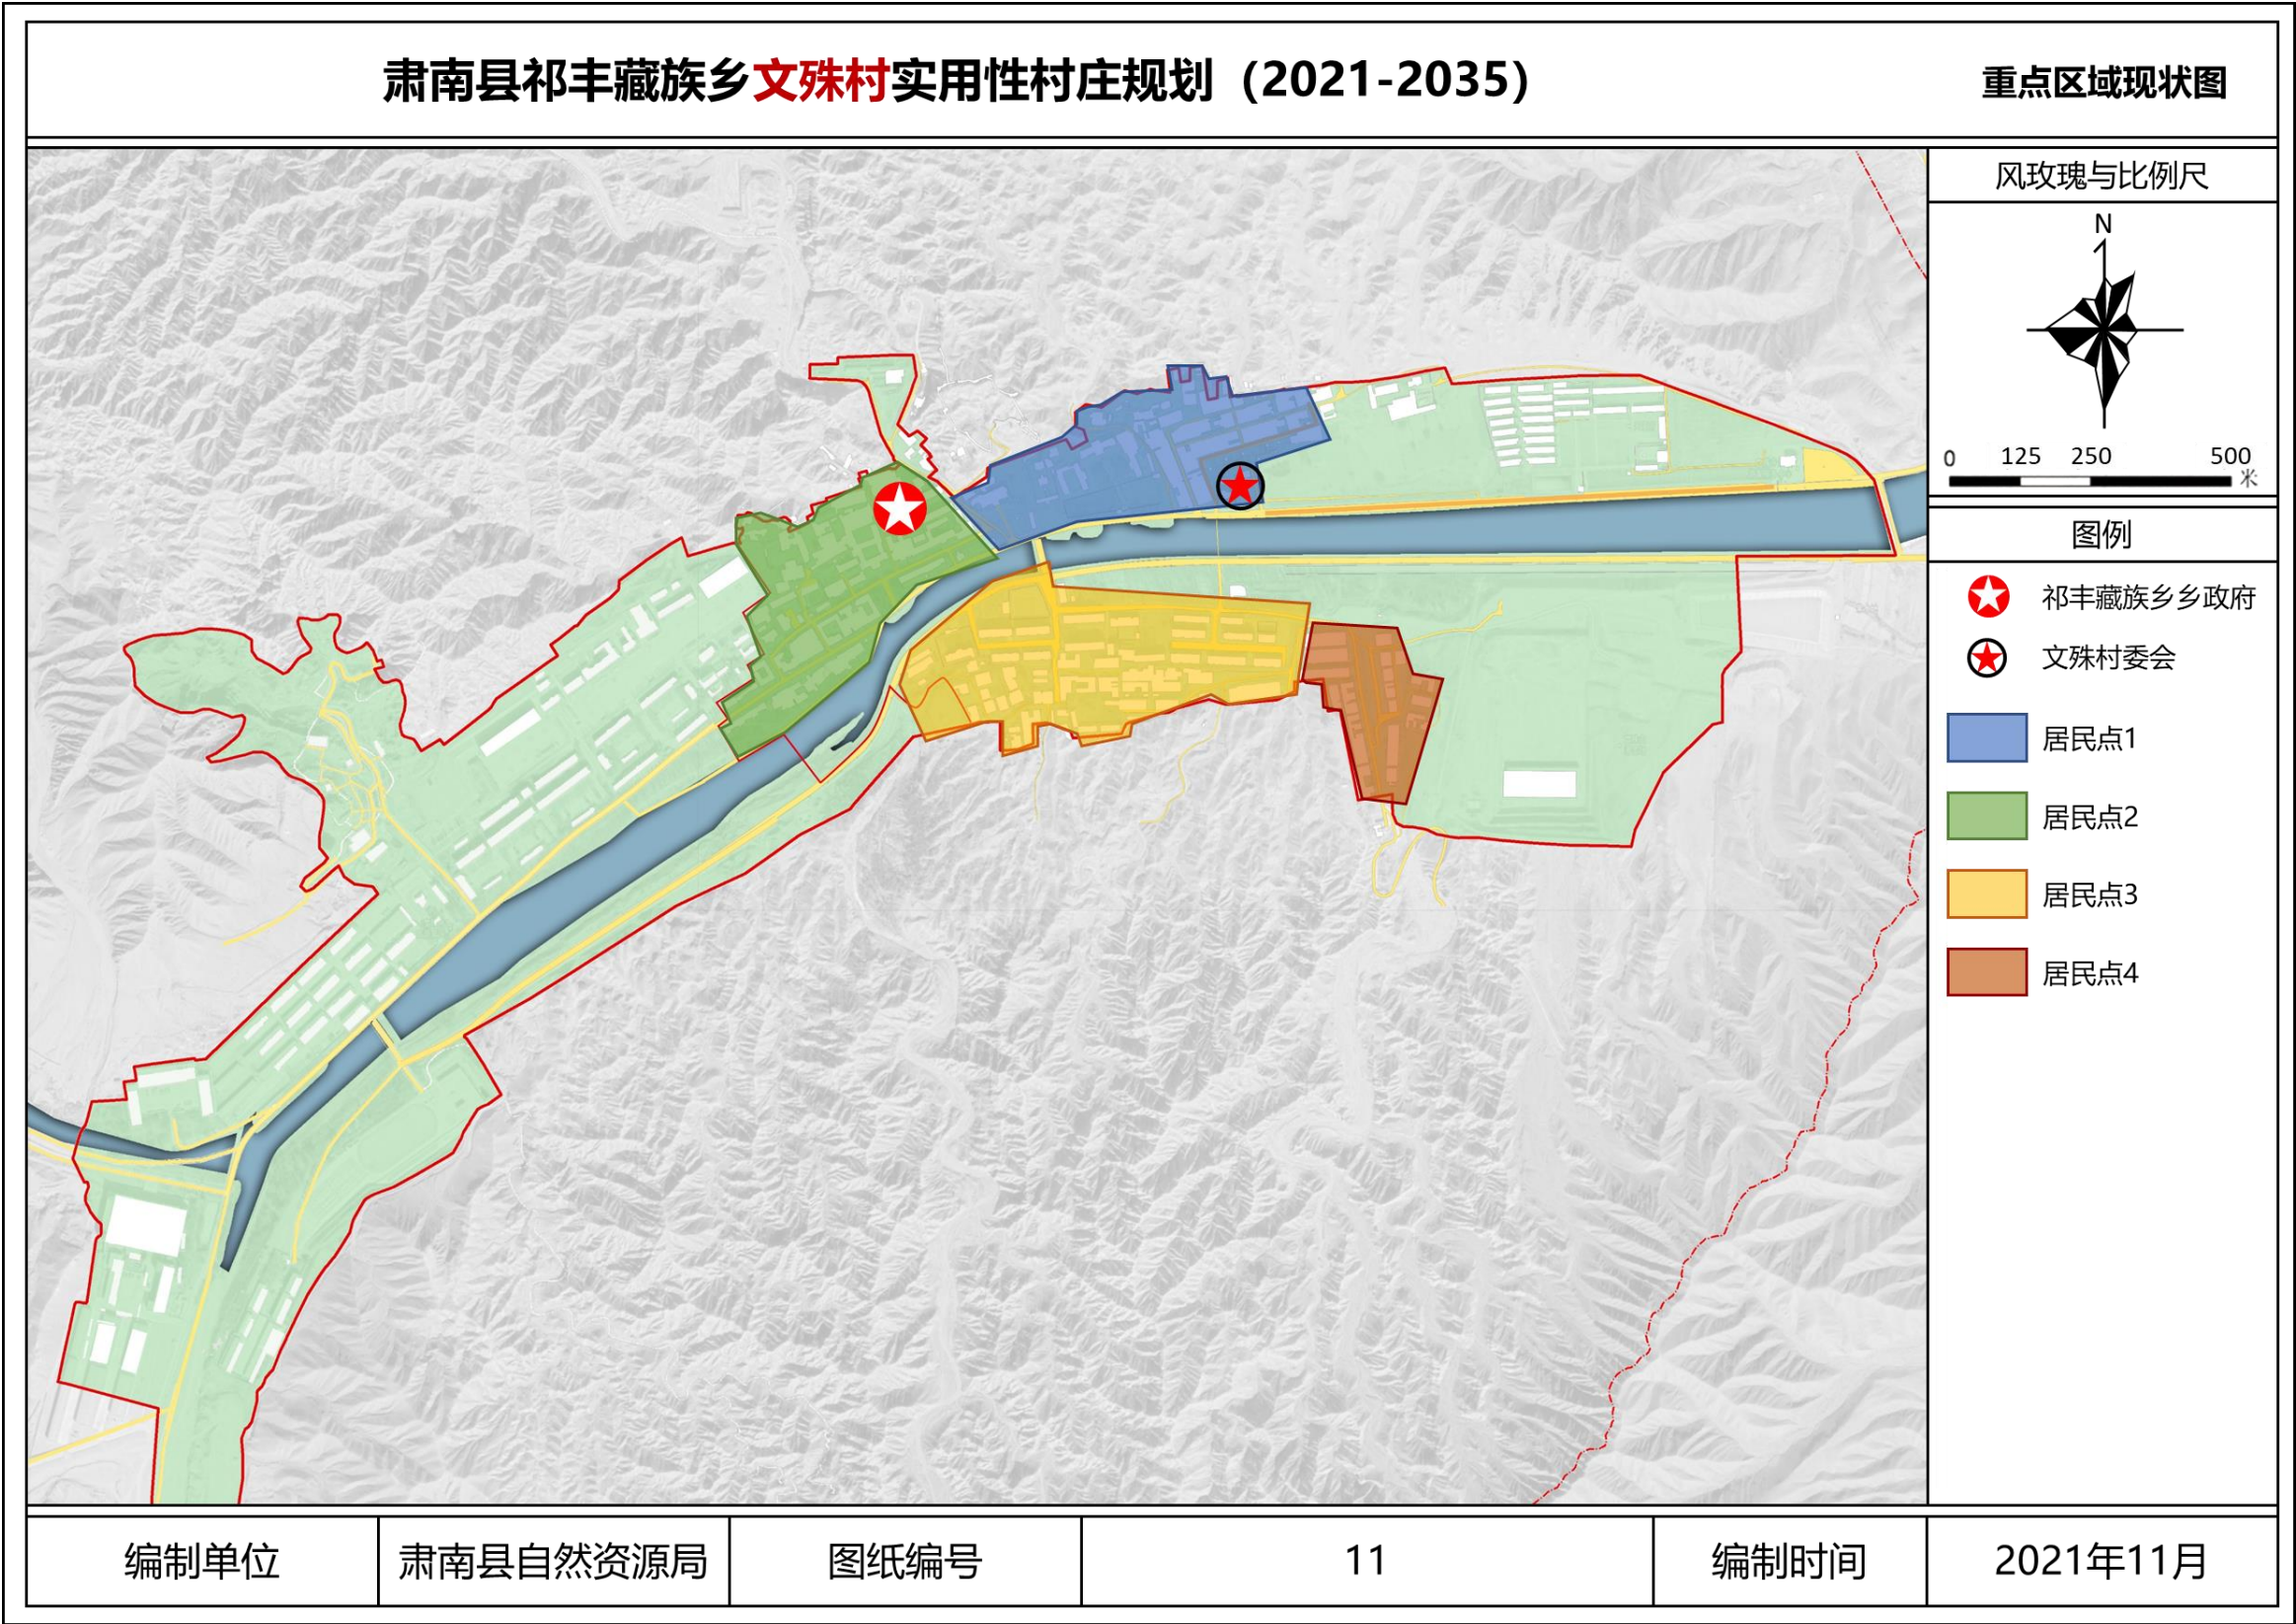 肃南县祁丰藏族乡文殊村实用性村庄规划（2021-2035）
重点区域现状图
风玫瑰与比例尺
N
0 125 250 500
米
图例
祁丰藏族乡乡政府
文殊村委会
居民点1
居民点2
居民点3
居民点4
编制单位
肃南县自然资源局
图纸编号
11
编制时间
2021年11月